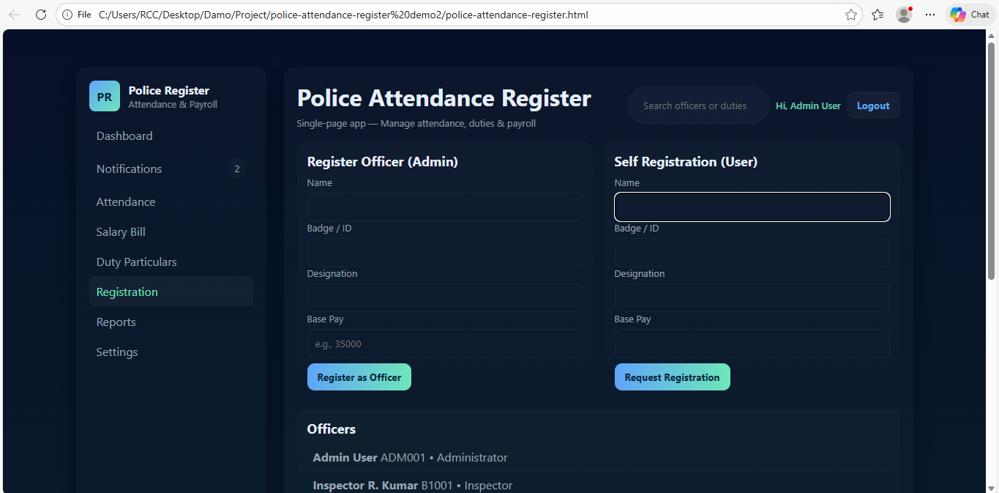 File C:/Users/RCC/Desktop/Damo/Project/police-attendance-register%20demo2/police-attendance-register.html
Chat
PR
Police Register
Attendance & Payroll
Dashboard
Notifications 2
Attendance
Salary Bill
Duty Particulars
Registration
Reports
Settings
Police Attendance Register
Single-page app — Manage attendance, duties & payroll
Search officers or duties
Hi, Admin User
Logout
Register Officer (Admin)
Name
Badge / ID
Designation
Base Pay
e.g., 35000
Register as Officer
Self Registration (User)
Name
Badge / ID
Designation
Base Pay
Request Registration
Officers
Admin User ADM001 • Administrator
Inspector R. Kumar B1001 • Inspector